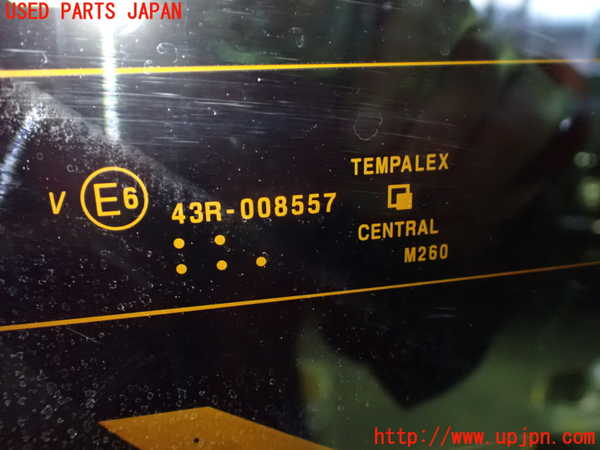 USED PARTS JAPAN
V E6 43R-008557
TEMPALEX
CENTRAL
M260
http://www.upjpn.com/